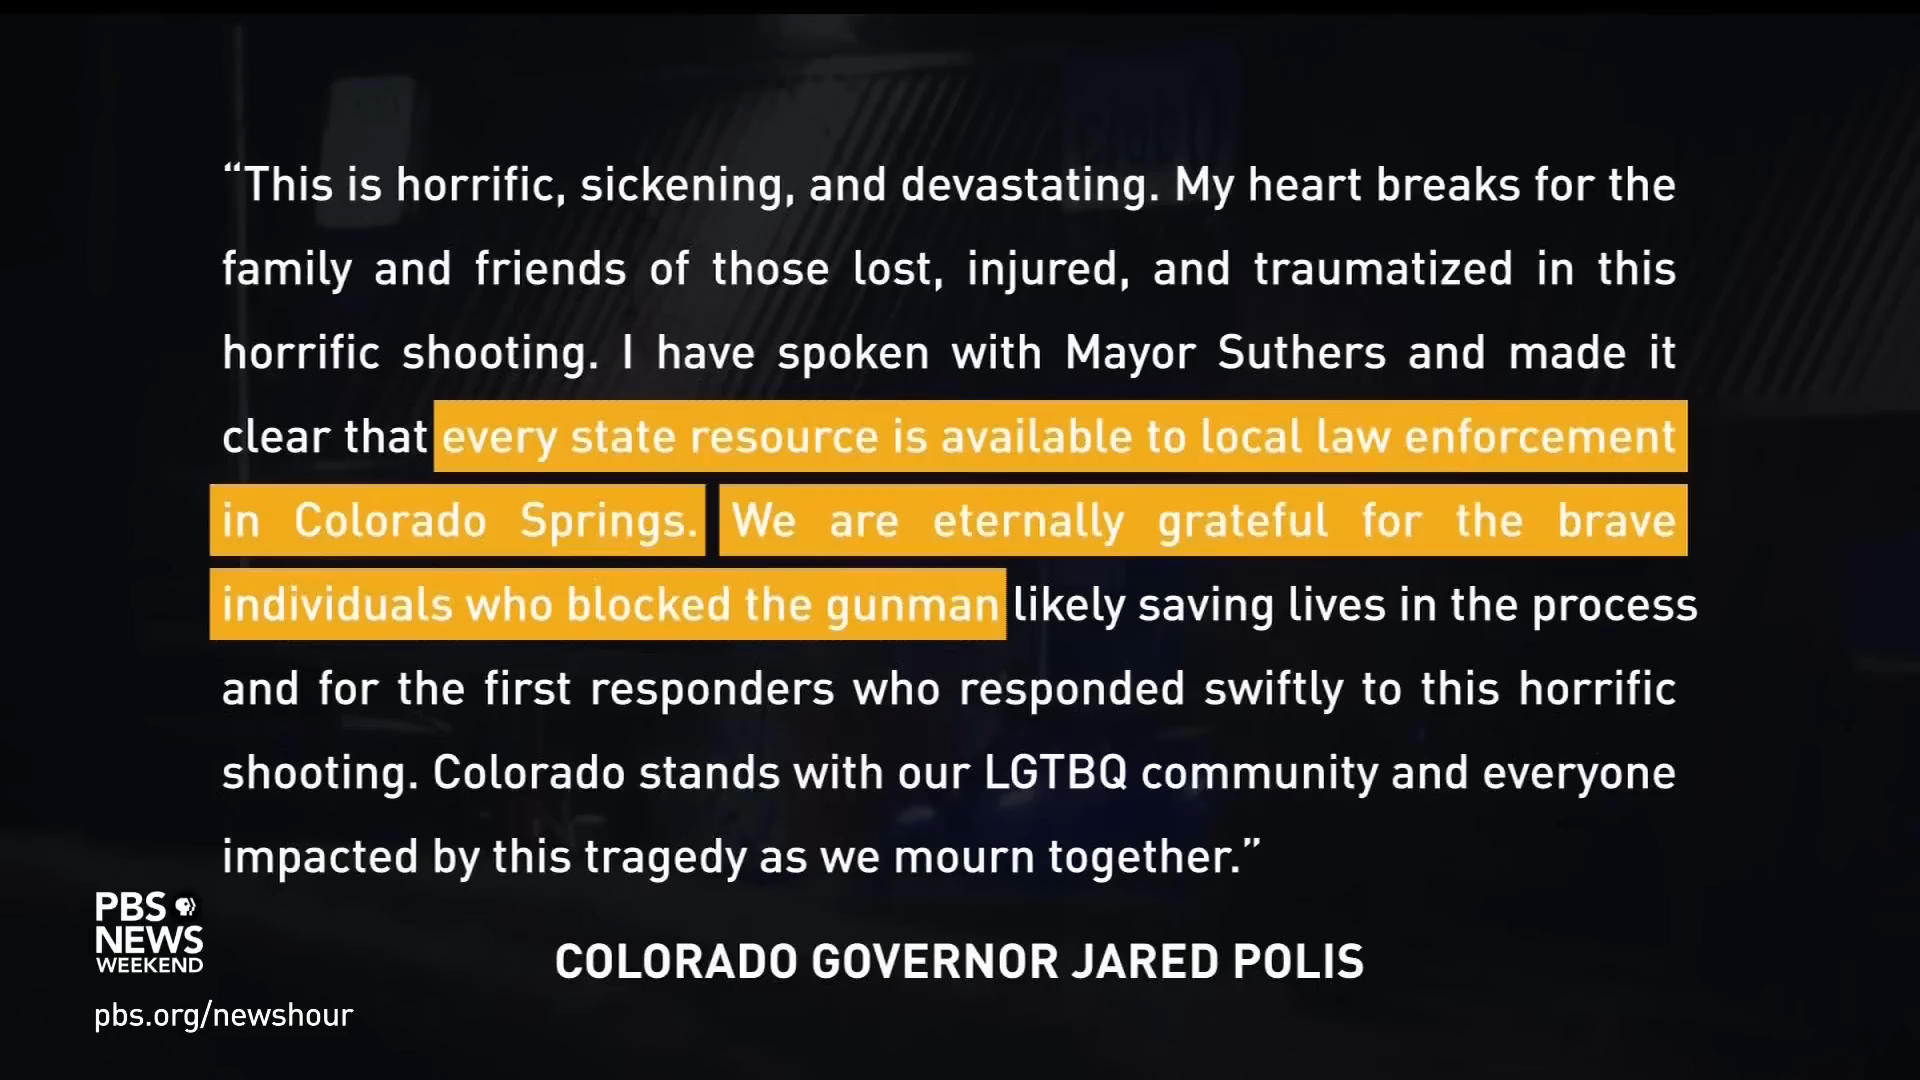 “This is horrific, sickening, and devastating. My heart breaks for the
family and friends of those lost, injured, and traumatized in this
horrific shooting. I have spoken with Mayor Suthers and made it
clear that every state resource is available to local law enforcement
in Colorado Springs. We are eternally grateful for the brave
individuals who blocked the gunman likely saving lives in the process
and for the first responders who responded swiftly to this horrific
shooting. Colorado stands with our LGTBQ community and everyone
impacted by this tragedy as we mourn together.”
COLORADO GOVERNOR JARED POLIS
PBS
NEWS
WEEKEND
pbs.org/newshour